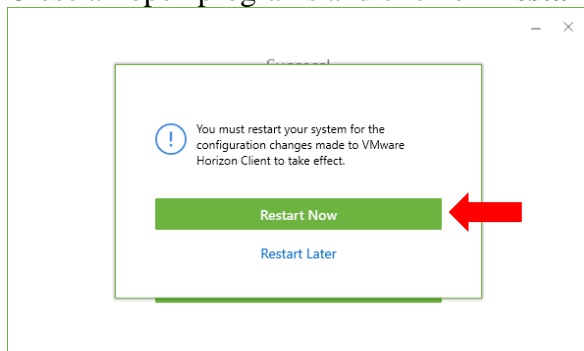 Success!
You must restart your system for the
configuration changes made to VMware
Horizon Client to take effect.
Restart Now
Restart Later